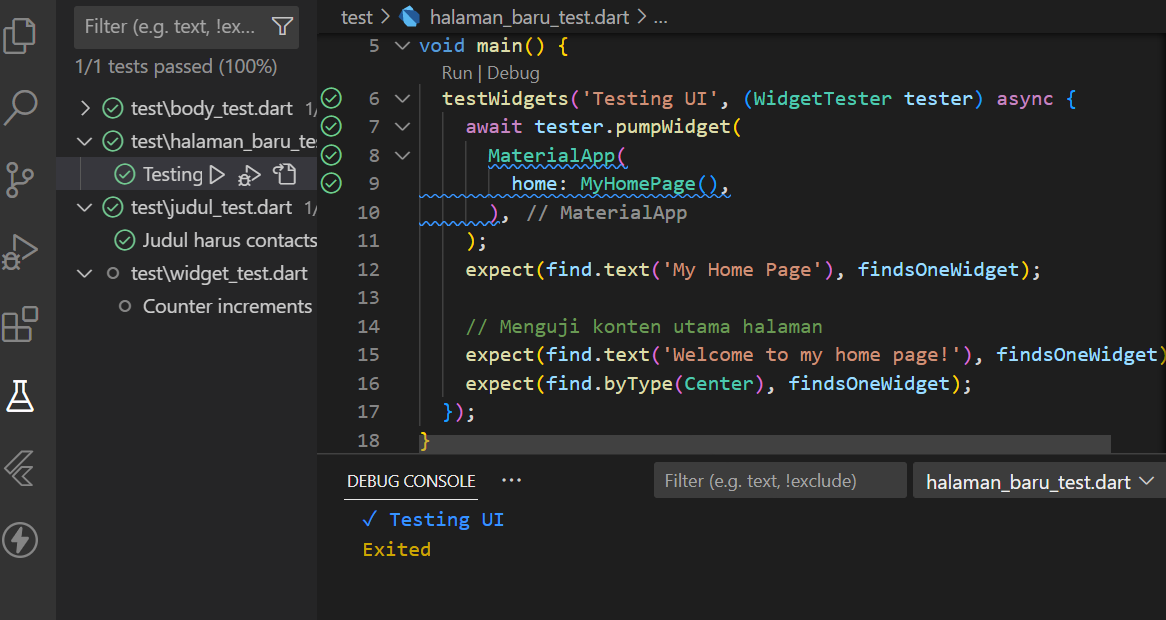 Filter (e.g. text, !ex...
1/1 tests passed (100%)
test\body_test.dart 1/
test\halaman_baru_te
Testing
test\judul_test.dart 1/
Judul harus contacts
test\widget_test.dart
Counter increments
test > halaman_baru_test.dart > ...
5 void main() {
Run | Debug
6 testWidgets('Testing UI', (WidgetTester tester) async {
7 await tester.pumpWidget(
8 MaterialApp(
9 home: MyHomePage(),
10 ), // MaterialApp
11 );
12 expect(find.text('My Home Page'), findsOneWidget);
13
14 // Menguji konten utama halaman
15 expect(find.text('Welcome to my home page!'), findsOneWidget)
16 expect(find.byType(Center), findsOneWidget);
17 });
18 }
DEBUG CONSOLE ...
Filter (e.g. text, !exclude)
halaman_baru_test.dart
✓ Testing UI
Exited